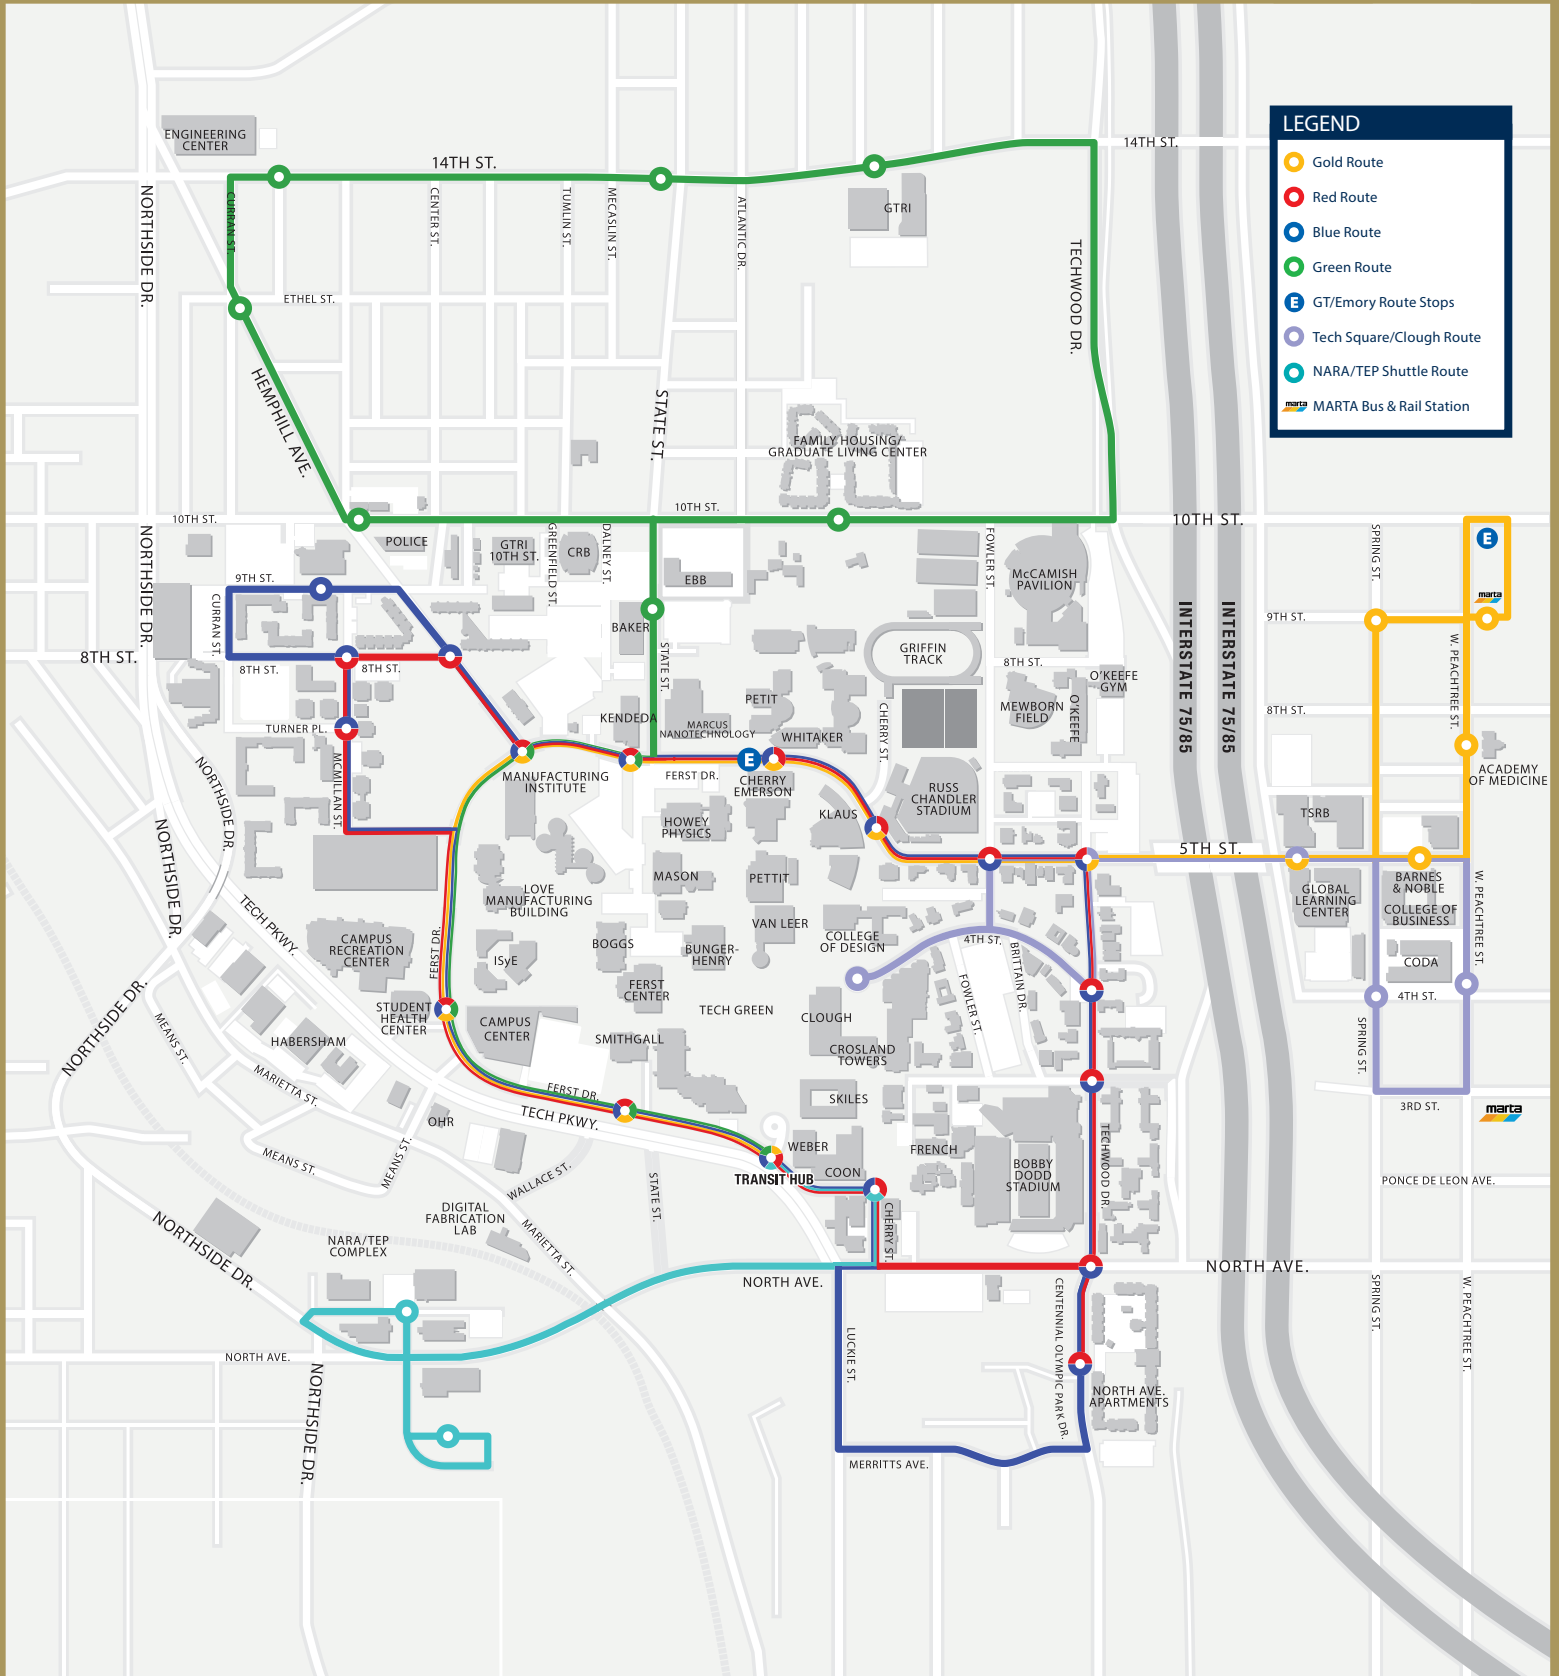 LEGEND
Gold Route
Red Route
Blue Route
Green Route
E
GT/Emory Route Stops
Tech Square/Clough Route
NARA/TEP Shuttle Route
marta
MARTA Bus & Rail Station
ENGINEERING
CENTER
14TH ST.
14TH ST.
NORTHSIDE DR.
CURRAN ST.
CENTER ST.
TUMLIN ST.
MECASLIN ST.
ATLANTIC DR.
GTRI
TECHWOOD DR.
ETHEL ST.
HEMPHILL AVE.
STATE ST.
FAMILY HOUSING/
GRADUATE LIVING CENTER
10TH ST.
10TH ST.
10TH ST.
NORTHSIDE DR.
POLICE
GTRI
10TH ST.
GREENFIELD ST.
CRB
DALNEY ST.
EBB
FOWLER ST.
McCAMISH
PAVILION
SPRING ST.
E
marta
9TH ST.
CURRAN ST.
BAKER
STATE ST.
GRIFFIN
TRACK
INTERSTATE 75/85
INTERSTATE 75/85
9TH ST.
W. PEACHTREE ST.
8TH ST.
8TH ST.
8TH ST.
8TH ST.
O'KEEFE
GYM
PETIT
MEWBORN
FIELD
O'KEEFE
8TH ST.
TURNER PL.
KENDEDA
MARCUS
NANOTECHNOLOGY
WHITAKER
CHERRY ST.
MCMILLAN ST.
NORTHSIDE DR.
MANUFACTURING
INSTITUTE
FERST DR.
E
CHERRY
EMERSON
RUSS
CHANDLER
STADIUM
ACADEMY
OF MEDICINE
KLAUS
HOWEY
PHYSICS
TSRB
5TH ST.
NORTHSIDE DR.
MASON
PETTIT
BARNES
& NOBLE
GLOBAL
LEARNING
CENTER
COLLEGE OF
BUSINESS
W. PEACHTREE ST.
LOVE
MANUFACTURING
BUILDING
TECH PKWY.
VAN LEER
COLLEGE
OF DESIGN
CAMPUS
RECREATION
CENTER
FERST DR.
BOGGS
BUNGER-
HENRY
4TH ST.
BRITTAIN DR.
ISyE
CODA
FERST
CENTER
FOWLER ST.
4TH ST.
NORTHSIDE DR.
MEANS ST.
STUDENT
HEALTH
CENTER
CAMPUS
CENTER
TECH GREEN
CLOUGH
SPRING ST.
HABERSHAM
SMITHGALL
CROSLAND
TOWERS
MARIETTA ST.
FERST DR.
SKILES
3RD ST.
marta
OHR
TECH PKWY.
TECHWOOD DR.
MEANS ST.
MEANS ST.
WEBER
FRENCH
WALLACE ST.
TRANSIT HUB
COON
BOBBY
DODD
STADIUM
PONCE DE LEON AVE.
STATE ST.
DIGITAL
FABRICATION
LAB
CHERRY ST.
NORTHSIDE DR.
NARA/TEP
COMPLEX
MARIETTA ST.
NORTH AVE.
NORTH AVE.
CENTENNIAL OLYMPIC PARK DR.
SPRING ST.
W. PEACHTREE ST.
LUCKIE ST.
NORTH AVE.
NORTHSIDE DR.
NORTH AVE.
APARTMENTS
MERRITTS AVE.